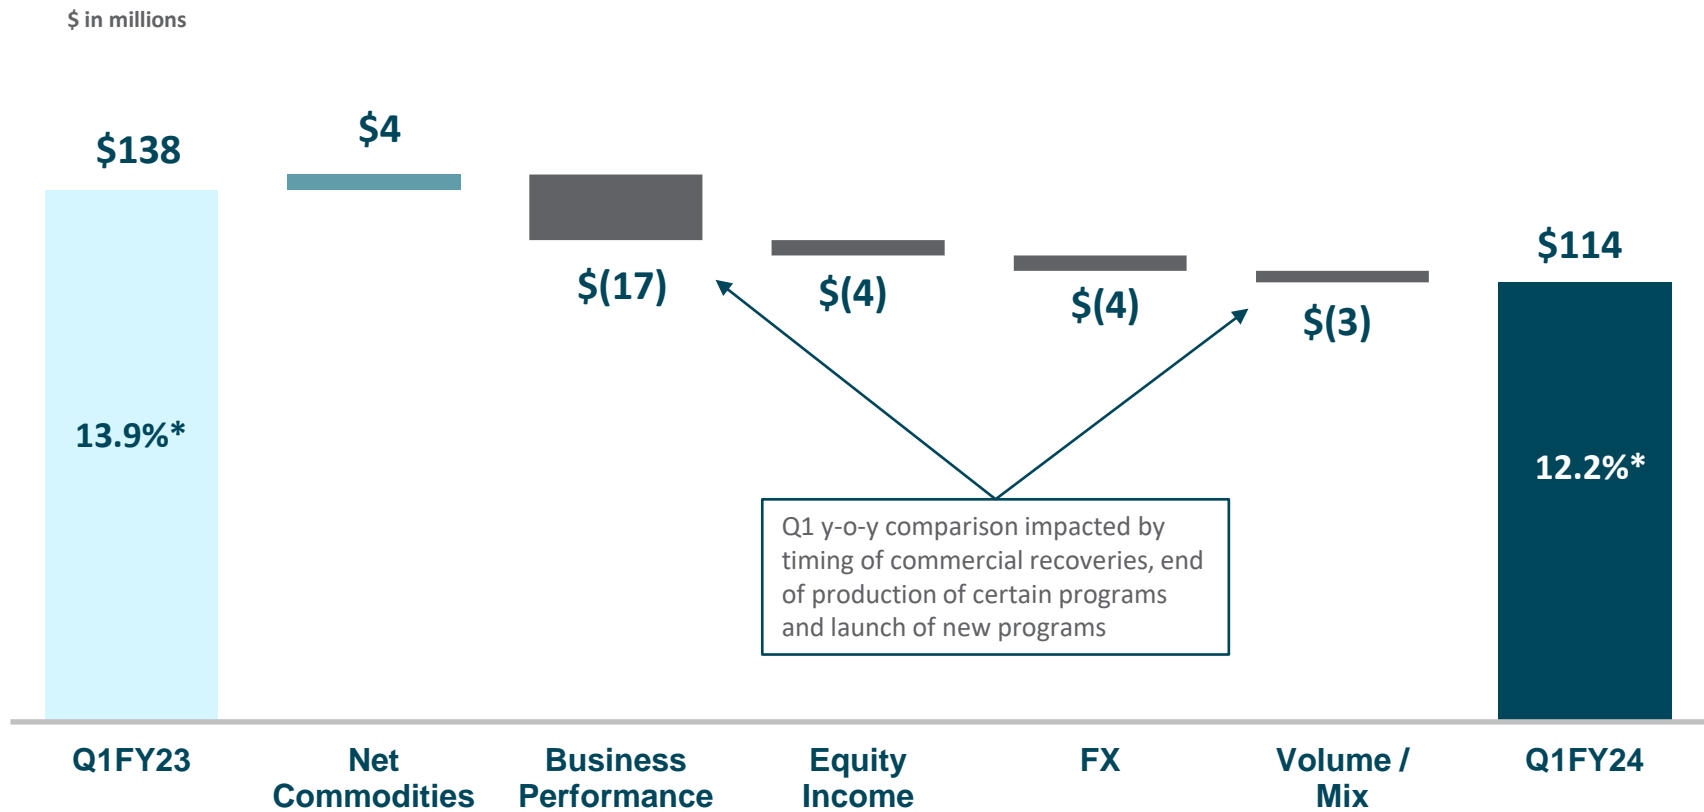 $ in millions
$138
$4
$(17)
$(4)
$(4)
$(3)
$114
13.9%*
12.2%*
Q1 y-o-y comparison impacted by
timing of commercial recoveries, end
of production of certain programs
and launch of new programs
Q1FY23
Net
Commodities
Business
Performance
Equity
Income
FX
Volume /
Mix
Q1FY24